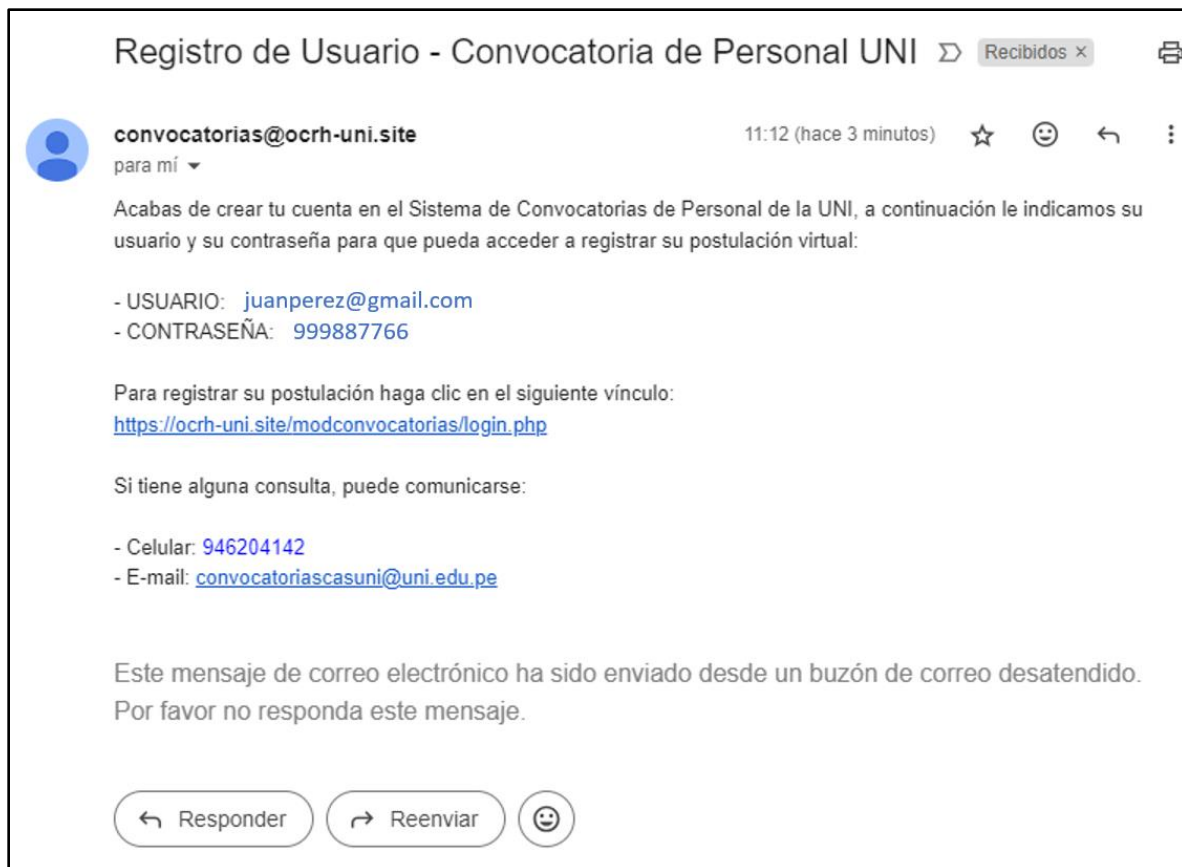 Registro de Usuario - Convocatoria de Personal UNI Recibidos ×
convocatorias@ocrh-uni.site 11:12 (hace 3 minutos)
para mí
Acabas de crear tu cuenta en el Sistema de Convocatorias de Personal de la UNI, a continuación le indicamos su
usuario y su contraseña para que pueda acceder a registrar su postulación virtual:
- USUARIO: juanperez@gmail.com
- CONTRASEÑA: 999887766
Para registrar su postulación haga clic en el siguiente vínculo:
https://ocrh-uni.site/modconvocatorias/login.php
Si tiene alguna consulta, puede comunicarse:
- Celular: 946204142
- E-mail: convocatoriascasuni@uni.edu.pe
Este mensaje de correo electrónico ha sido enviado desde un buzón de correo desatendido.
Por favor no responda este mensaje.
Responder Reenviar